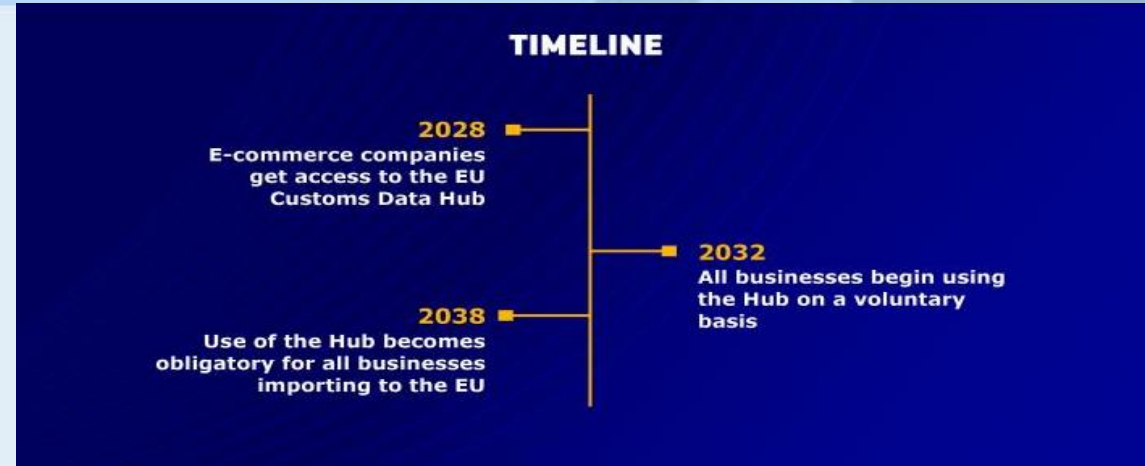 TIMELINE
2028
E-commerce companies
get access to the EU
Customs Data Hub
2032
All businesses begin using
the Hub on a voluntary
basis
2038
Use of the Hub becomes
obligatory for all businesses
importing to the EU